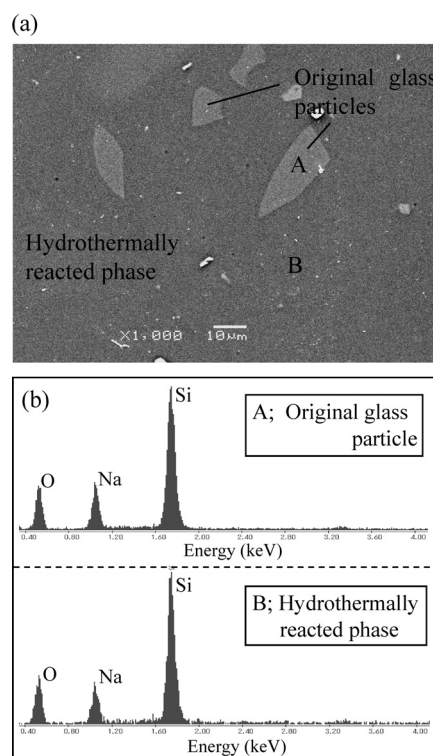 (a)
Original glass
particles
A
Hydrothermally
reacted phase
B
X1,000 10μm
(b)
Si
A; Original glass
particle
O
Na
0.40 0.80 1.20 1.60 2.00 2.40 2.80 3.20 3.60 4.00
Energy (keV)
Si
B; Hydrothermally
reacted phase
O
Na
0.40 0.80 1.20 1.60 2.00 2.40 2.80 3.20 3.60 4.00
Energy (keV)